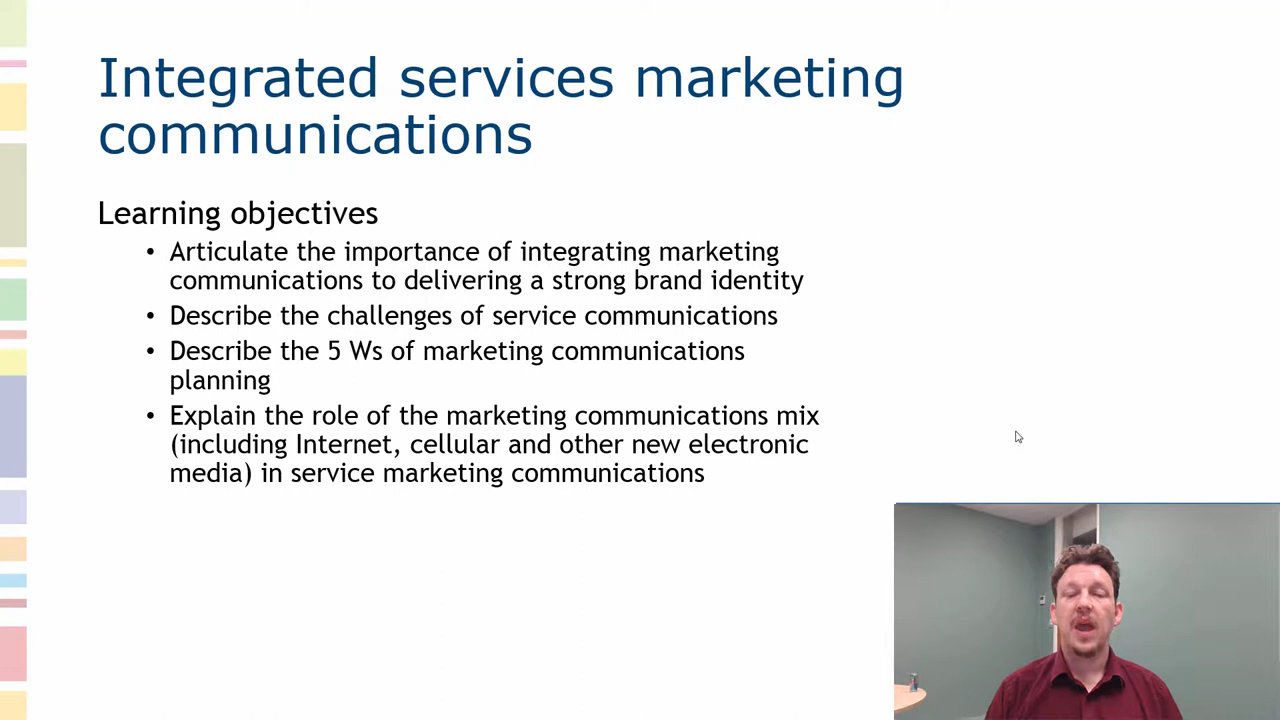 Integrated services marketing
communications
Learning objectives
• Articulate the importance of integrating marketing
communications to delivering a strong brand identity
• Describe the challenges of service communications
• Describe the 5 Ws of marketing communications
planning
• Explain the role of the marketing communications mix
(including Internet, cellular and other new electronic
media) in service marketing communications